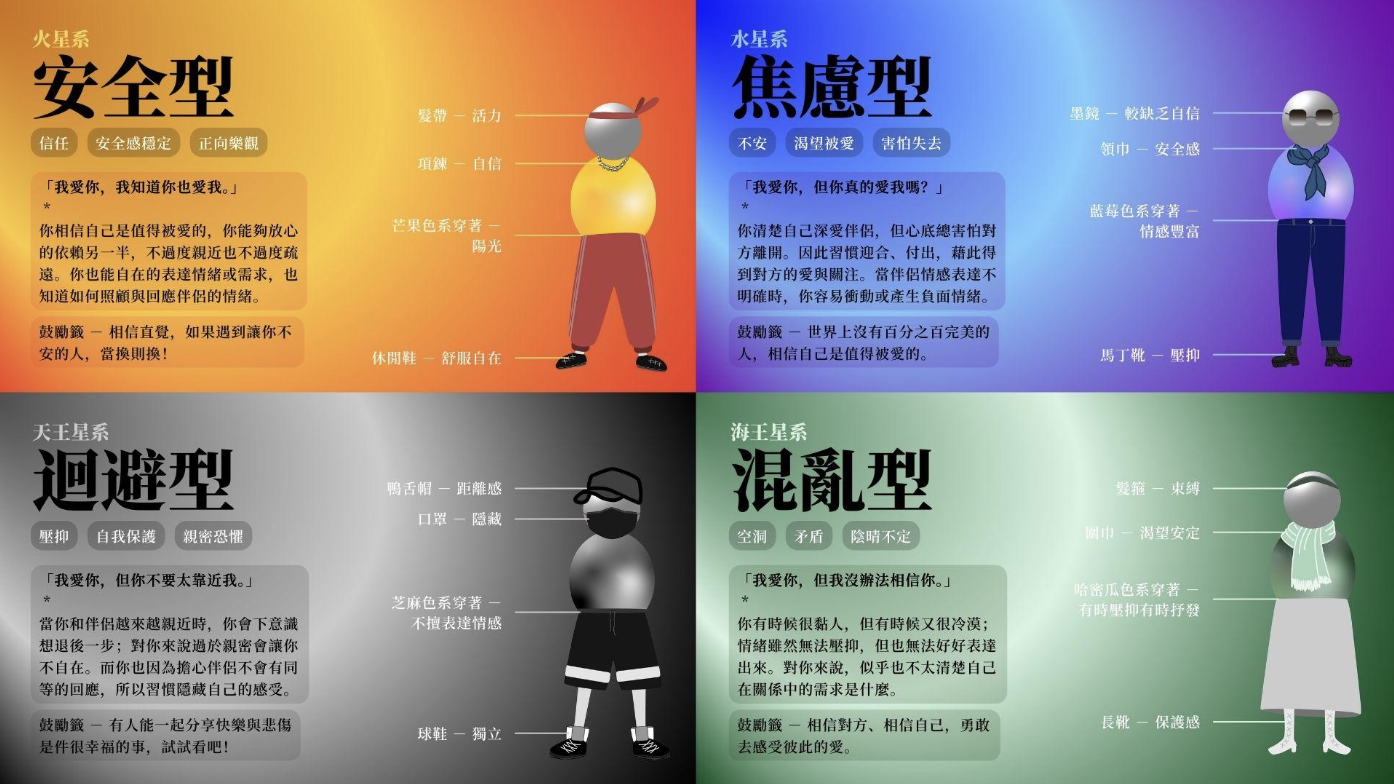 火星系
安全型
信任 安全感穩定 正向樂觀
「我愛你，我知道你也愛我。」
*
你相信自己是值得被愛的，你能夠放心
的依賴另一半，不過度親近也不過度疏
遠。你也能自在的表達情緒或需求，也
知道如何照顧與回應伴侶的情緒。
鼓勵籤 — 相信直覺，如果遇到讓你不
安的人，當換則換！
髮帶 — 活力
項鍊 — 自信
芒果色系穿著 —
陽光
休閒鞋 — 舒服自在
水星系
焦慮型
不安 渴望被愛 害怕失去
「我愛你，但你真的愛我嗎？」
*
你清楚自己深愛伴侶，但心底總害怕對
方離開。因此習慣迎合、付出，藉此得
到對方的愛與關注。當伴侶情感表達不
明確時，你容易衝動或產生負面情緒。
鼓勵籤 — 世界上沒有百分之百完美的
人，相信自己是值得被愛的。
墨鏡 — 較缺乏自信
領巾 — 安全感
藍莓色系穿著 —
情感豐富
馬丁靴 — 壓抑
天王星系
迴避型
壓抑 自我保護 親密恐懼
「我愛你，但你不要太靠近我。」
*
當你和伴侶越來越親近時，你會下意識
想退後一步；對你來說過於親密會讓你
不自在。而你也因為擔心伴侶不會有同
等的回應，所以習慣隱藏自己的感受。
鼓勵籤 — 有人能一起分享快樂與悲傷
是件很幸福的事，試試看吧！
鴨舌帽 — 距離感
口罩 — 隱藏
芝麻色系穿著 —
不擅表達情感
球鞋 — 獨立
海王星系
混亂型
空洞 矛盾 陰晴不定
「我愛你，但我沒辦法相信你。」
*
你有時候很黏人，但有時候又很冷漠；
情緒雖然無法壓抑，但也無法好好表達
出來。對你來說，似乎也不太清楚自己
在關係中的需求是什麼。
鼓勵籤 — 相信對方、相信自己，勇敢
去感受彼此的愛。
髮箍 — 束縛
圍巾 — 渴望安定
哈密瓜色系穿著 —
有時壓抑有時抒發
長靴 — 保護感